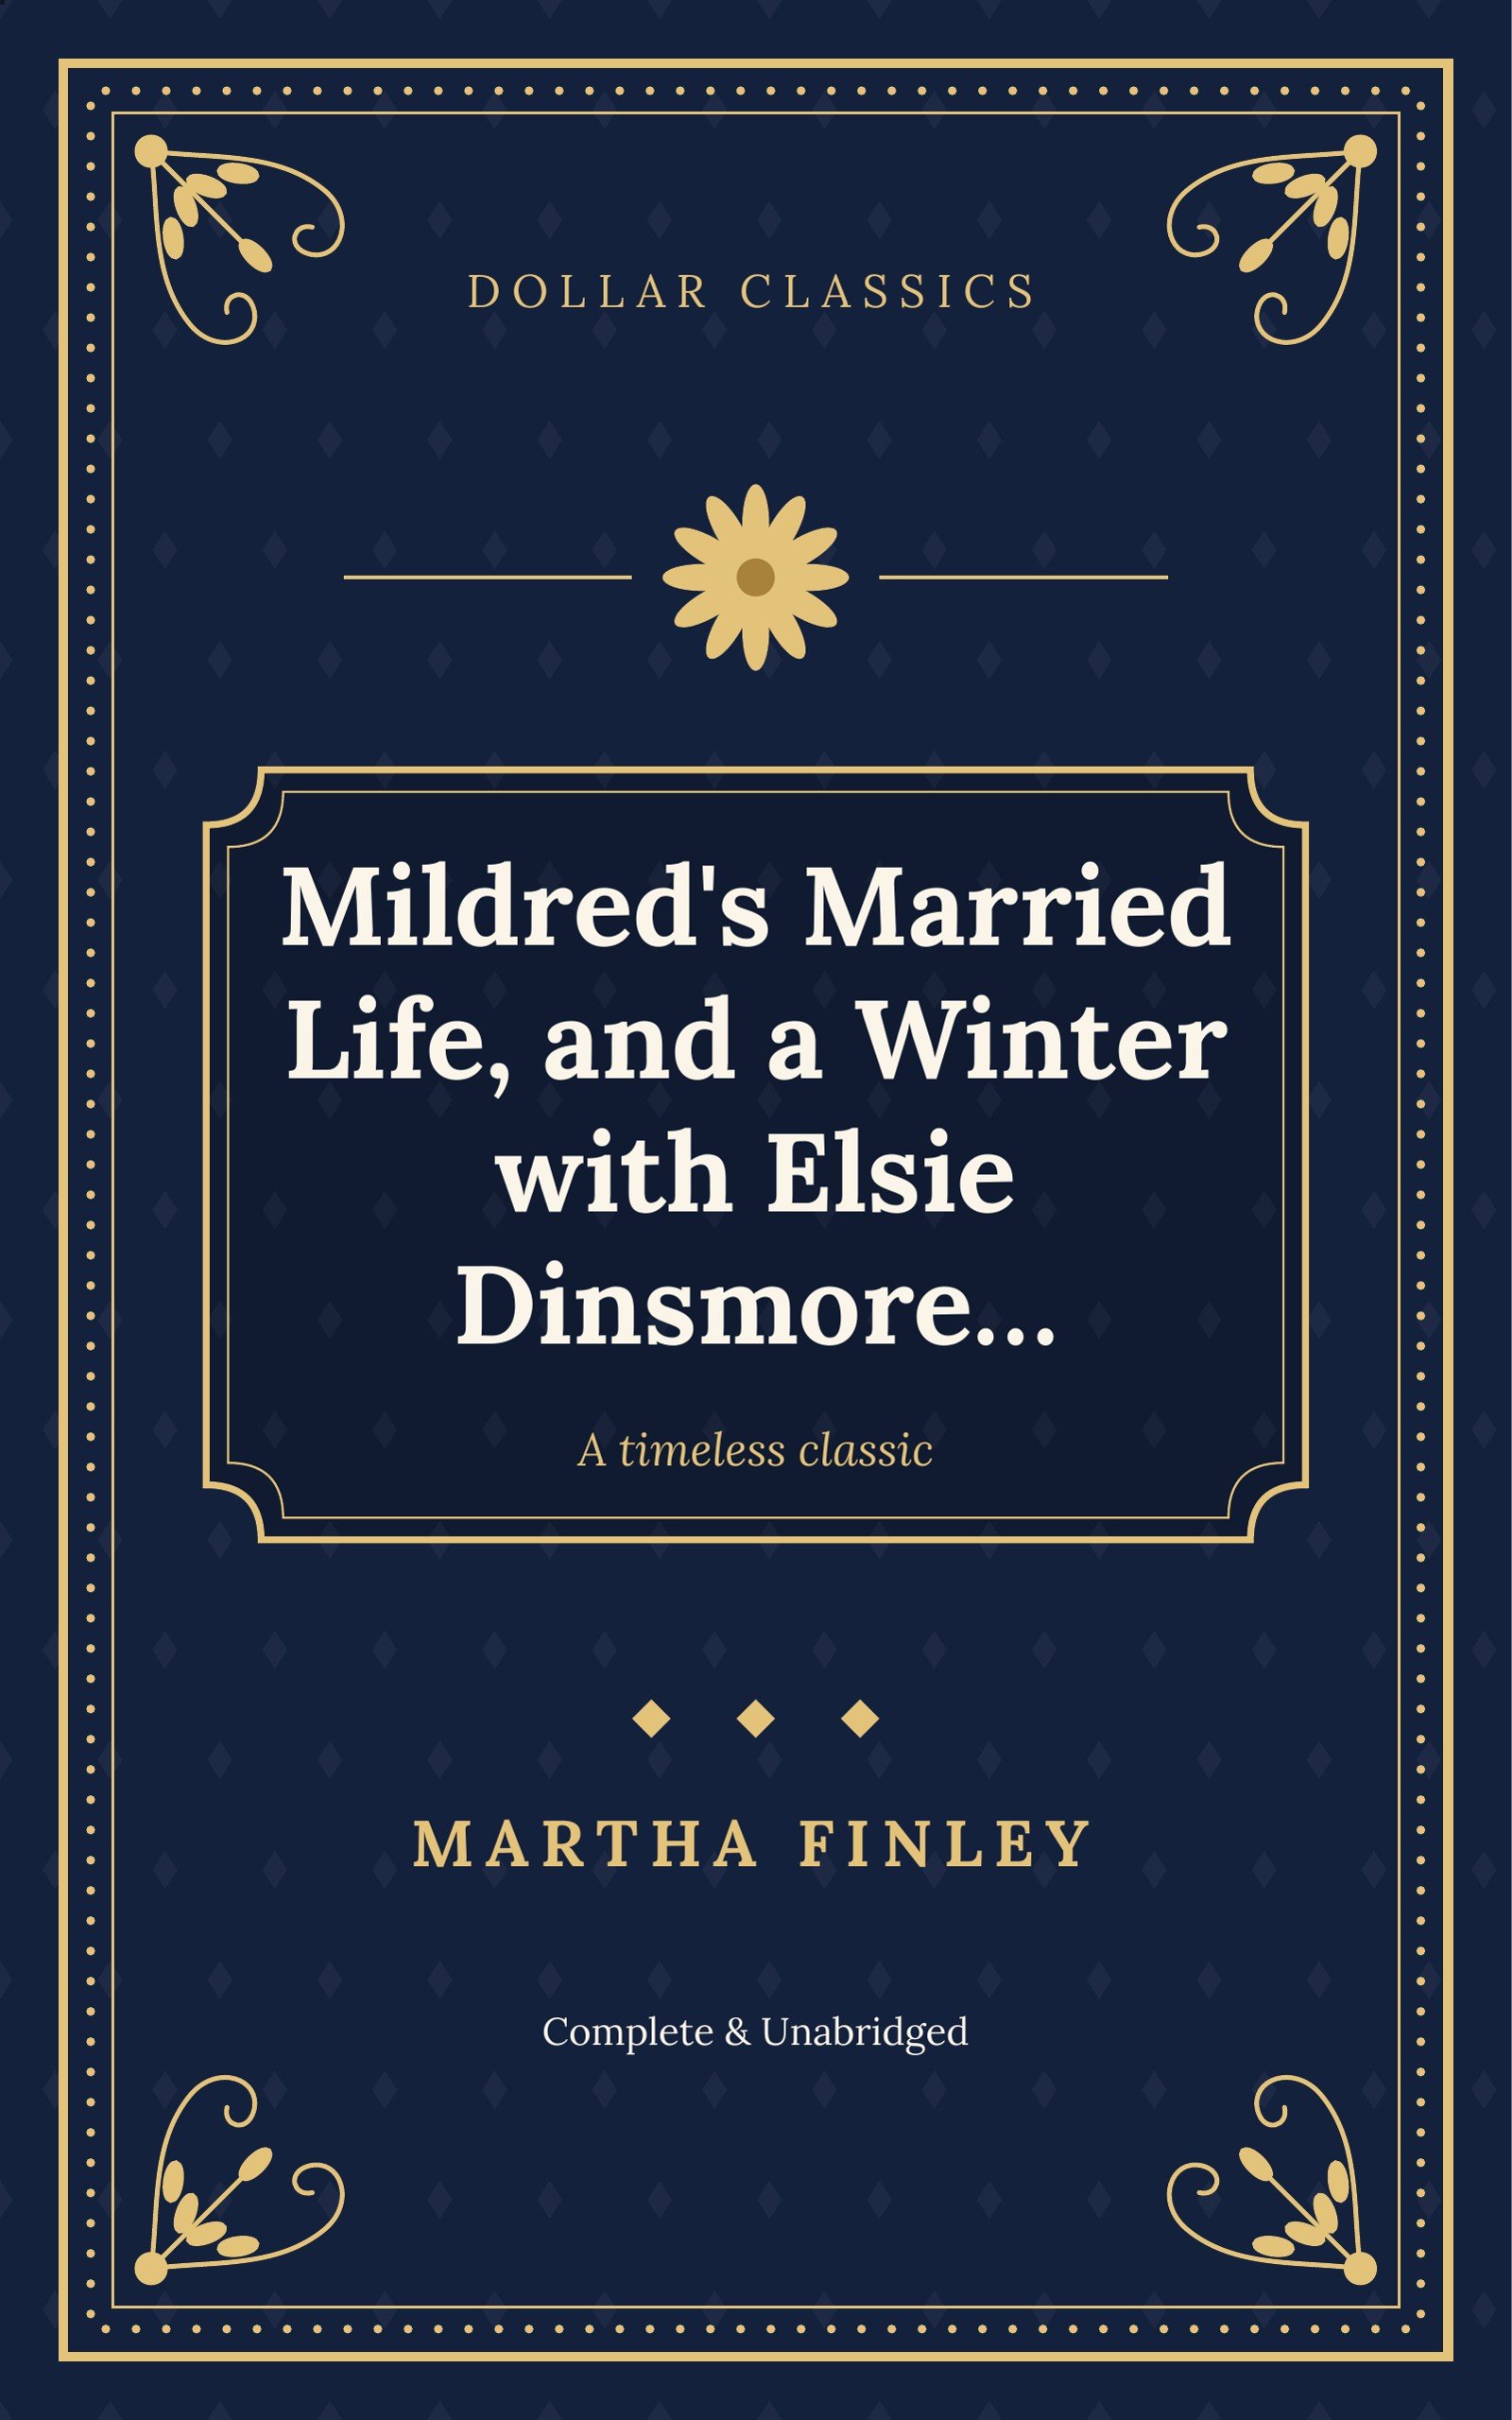 DOLLAR CLASSICS
Mildred's Married
Life, and a Winter
with Elsie
Dinsmore...
A timeless classic
MARTHA FINLEY
Complete & Unabridged